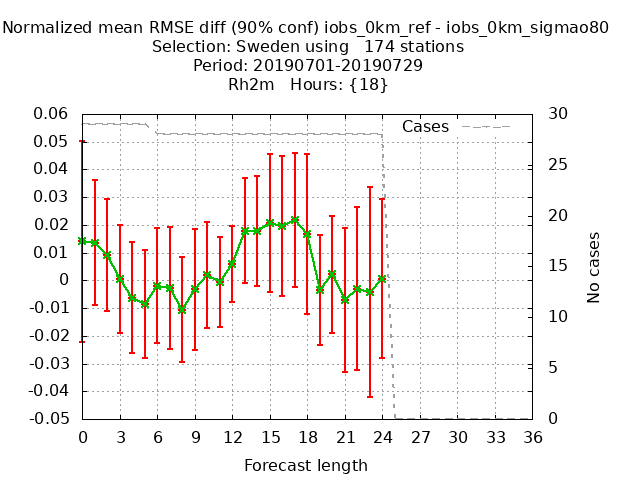 Normalized mean RMSE diff (90% conf) iobs_0km_ref - iobs_0km_sigmao80
Selection: Sweden using 174 stations
Period: 20190701-20190729
Rh2m Hours: {18}
Cases
0.06
0.05
0.04
0.03
0.02
0.01
0
-0.01
-0.02
-0.03
-0.04
-0.05
30
25
20
15
10
5
0
No cases
0 3 6 9 12 15 18 21 24 27 30 33 36
Forecast length